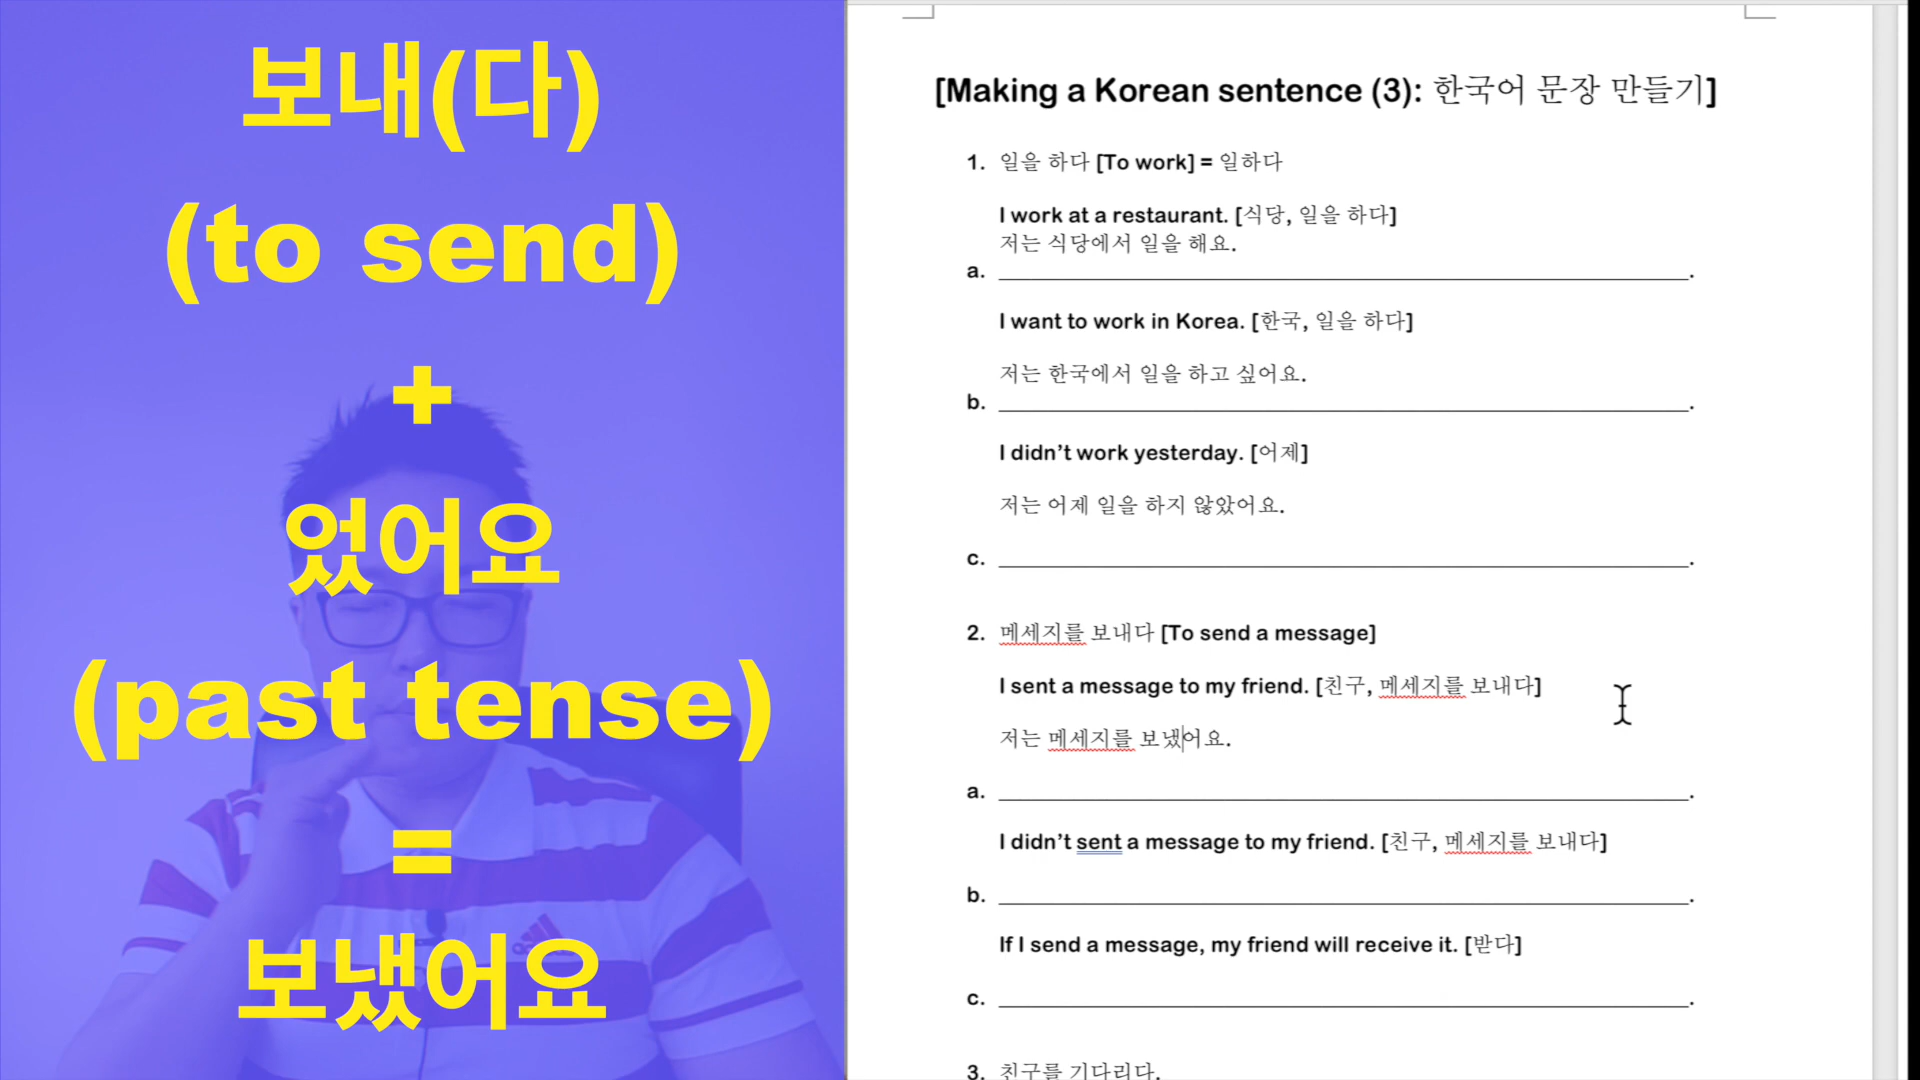 보내(다)
(to send)
+
었어요
(past tense)
=
보냈어요
[Making a Korean sentence (3): 한국어 문장 만들기]
1. 일을 하다 [To work] = 일하다
I work at a restaurant. [식당, 일을 하다]
저는 식당에서 일을 해요.
a. ______________________________.
I want to work in Korea. [한국, 일을 하다]
저는 한국에서 일을 하고 싶어요.
b. ______________________________.
I didn’t work yesterday. [어제]
저는 어제 일을 하지 않았어요.
c. ______________________________.
2. 메세지를 보내다 [To send a message]
I sent a message to my friend. [친구, 메세지를 보내다]
저는 메세지를 보냈어요.
a. ______________________________.
I didn’t sent a message to my friend. [친구, 메세지를 보내다]
b. ______________________________.
If I send a message, my friend will receive it. [받다]
c. ______________________________.
3. 친구를 기다리다.